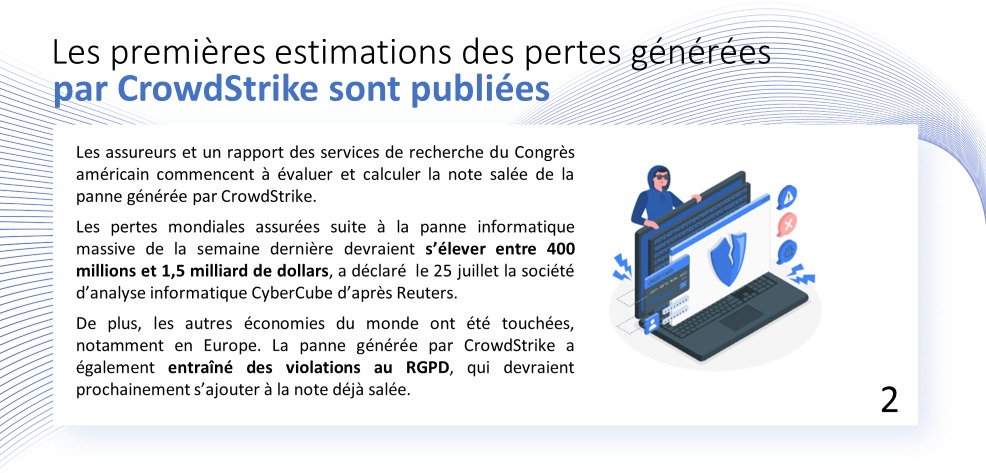 Les premières estimations des pertes générées
par CrowdStrike sont publiées
Les assureurs et un rapport des services de recherche du Congrès
américain commencent à évaluer et calculer la note salée de la
panne générée par CrowdStrike.
Les pertes mondiales assurées suite à la panne informatique
massive de la semaine dernière devraient s’élever entre 400
millions et 1,5 milliard de dollars, a déclaré le 25 juillet la société
d’analyse informatique CyberCube d’après Reuters.
De plus, les autres économies du monde ont été touchées,
notamment en Europe. La panne générée par CrowdStrike a
également entraîné des violations au RGPD, qui devraient
prochainement s’ajouter à la note déjà salée.
2